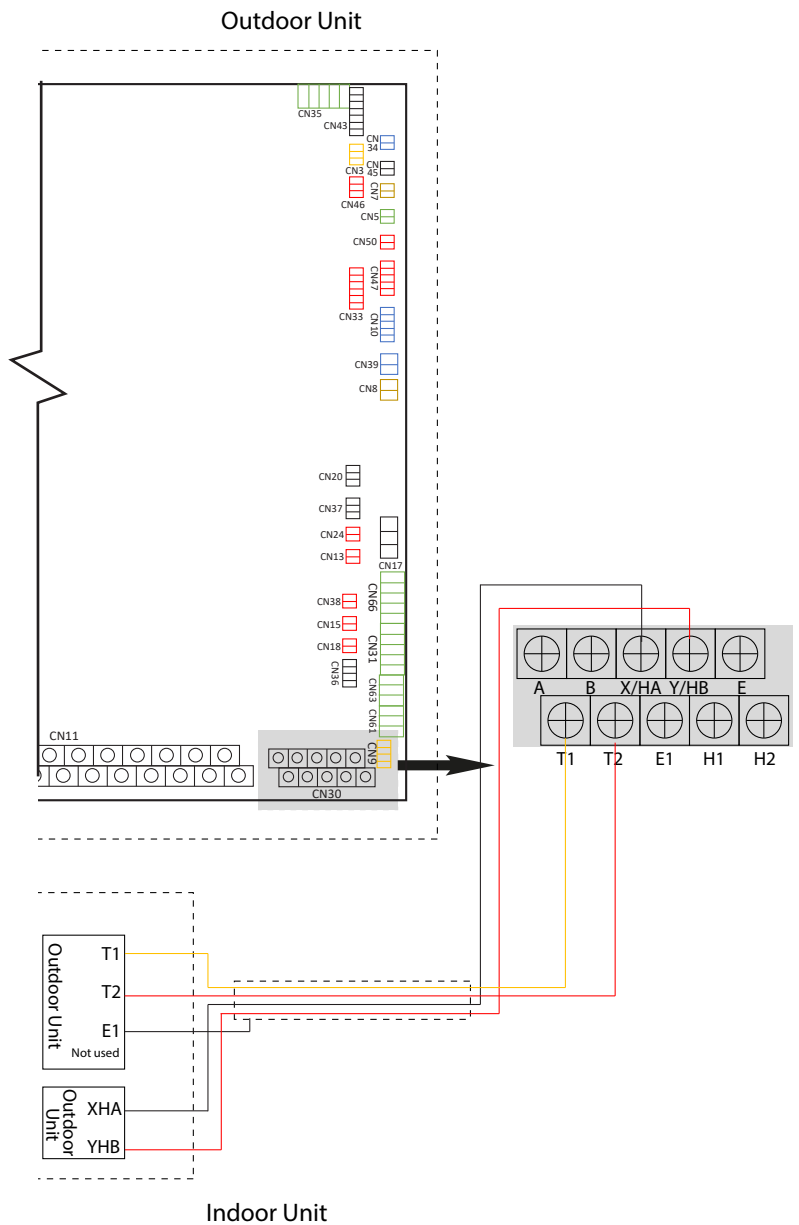 Outdoor Unit
CN35
CN43
CN
34
CN3
CN
45
CN46
CN7
CN5
CN50
CN47
CN33
CN10
CN39
CN8
CN20
CN37
CN24
CN13
CN17
CN66
CN38
CN15
CN31
CN18
CN36
CN63
CN61
CN11
CN9
CN30
A B X/HA Y/HB E
T1 T2 E1 H1 H2
Outdoor Unit
T1
T2
E1
Not used
Outdoor
Unit
XHA
YHB
Indoor Unit